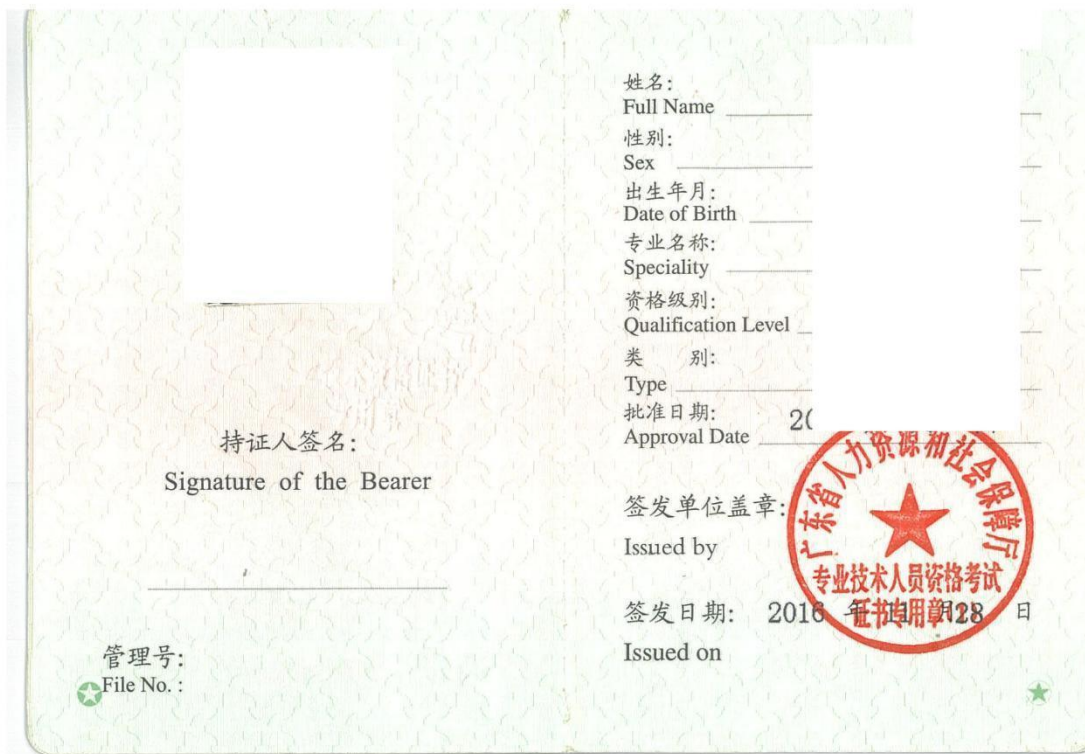 持证人签名:
Signature of the Bearer
管理号:
File No. :
姓名:
Full Name
性别:
Sex
出生年月:
Date of Birth
专业名称:
Speciality
资格级别:
Qualification Level
类 别:
Type
批准日期:
Approval Date 20
签发单位盖章:
Issued by
广东省人力资源和社会保障厅
专业技术人员资格考试
证书专用章
签发日期: 2016 年 11 月 28 日
Issued on